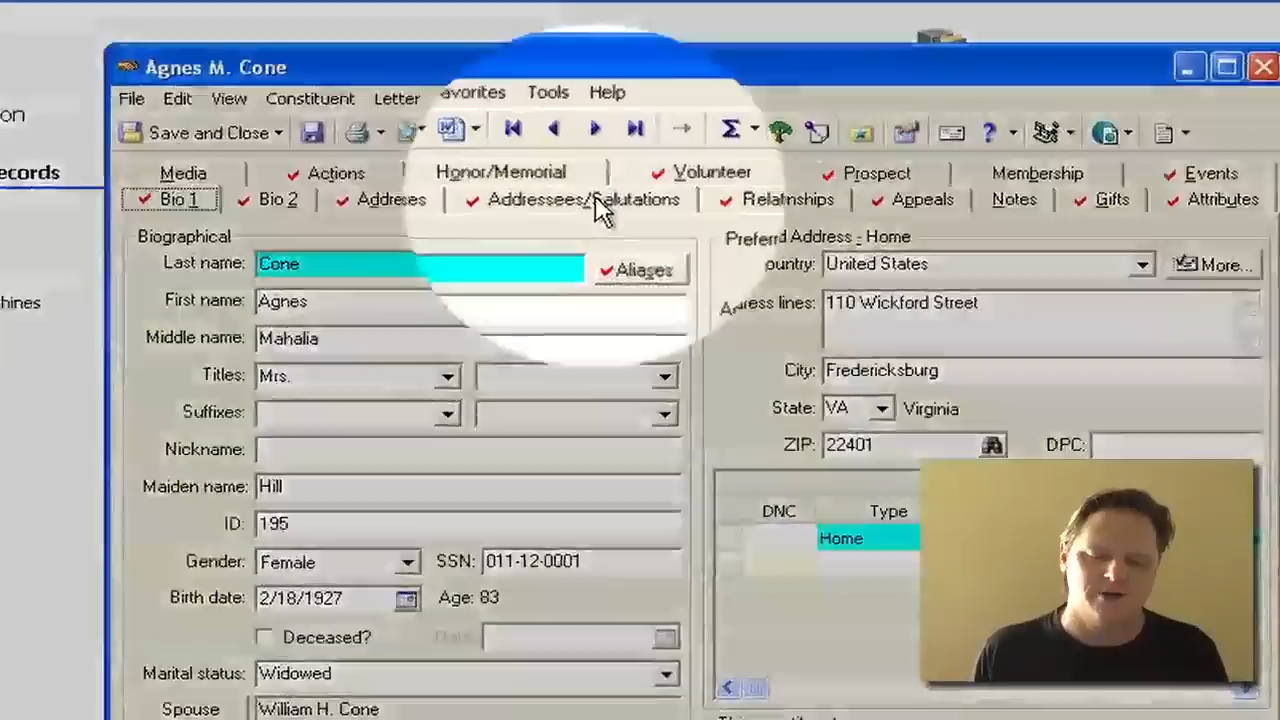 Agnes M. Cone
File Edit View Constituent Letter avorites Tools Help
Save and Close
ecords
on
hines
Media Actions Honor/Memorial Volunteer Prospect Membership Events
Bio 1 Bio 2 Addreses Addressees/Salutations Relatnships Appeals Notes Gifts Attributes
Biographical
Last name: Cone Aliases
First name: Agnes
Middle name: Mahalia
Titles: Mrs.
Suffixes:
Nickname:
Maiden name: Hill
ID: 195
Gender: Female SSN: 011-12-0001
Birth date: 2/18/1927 Age: 83
Deceased? Date:
Marital status: Widowed
Spouse William H. Cone
Preferd Address - Home
ountry: United States More...
Adress lines: 110 Wickford Street
City: Fredericksburg
State: VA Virginia
ZIP: 22401 DPC:
DNC Type
Home